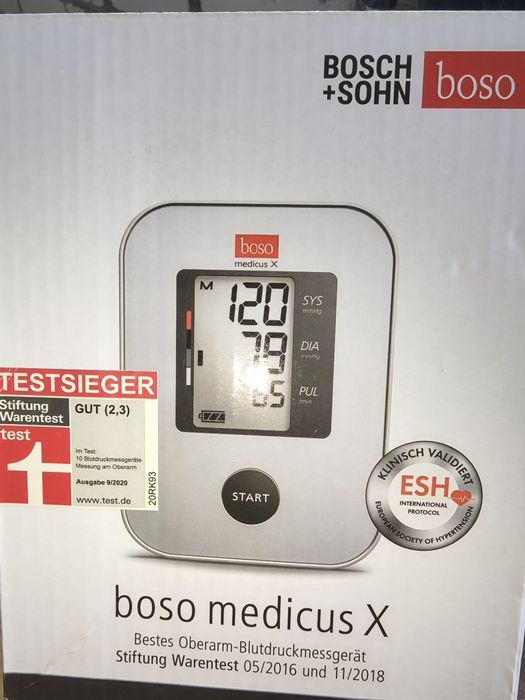 BOSCH
+SOHN
boso
boso
medicus X
M
120
SYS
mmHg
79
DIA
mmHg
65
PUL
/min
START
TESTSIEGER
Stiftung
Warentest
test
1
GUT (2,3)
Im Test:
10 Blutdruckmessgeräte
Messung am Oberarm
Ausgabe 9/2020
www.test.de
20RK93
KLINISCH VALIDIERT
ESH
INTERNATIONAL
PROTOCOL
EUROPEAN SOCIETY OF HYPERTENSION
boso medicus X
Bestes Oberarm-Blutdruckmessgerät
Stiftung Warentest 05/2016 und 11/2018